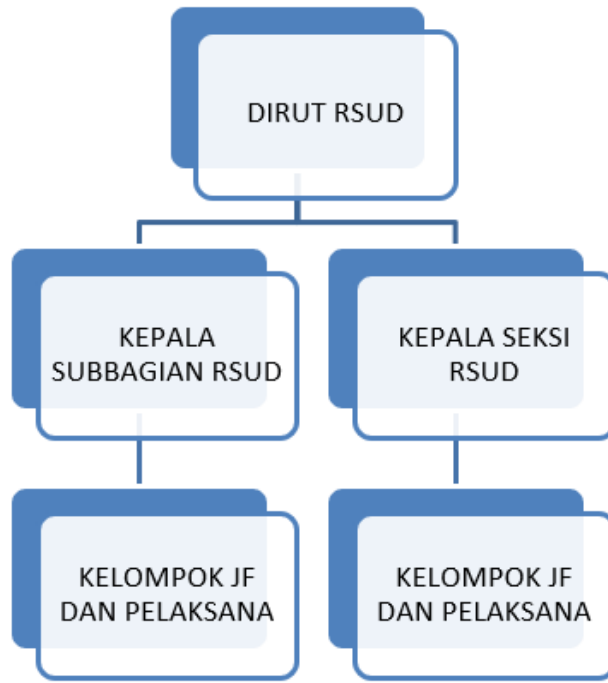 DIRUT RSUD
KEPALA
SUBBAGIAN RSUD
KEPALA SEKSI
RSUD
KELOMPOK JF
DAN PELAKSANA
KELOMPOK JF
DAN PELAKSANA